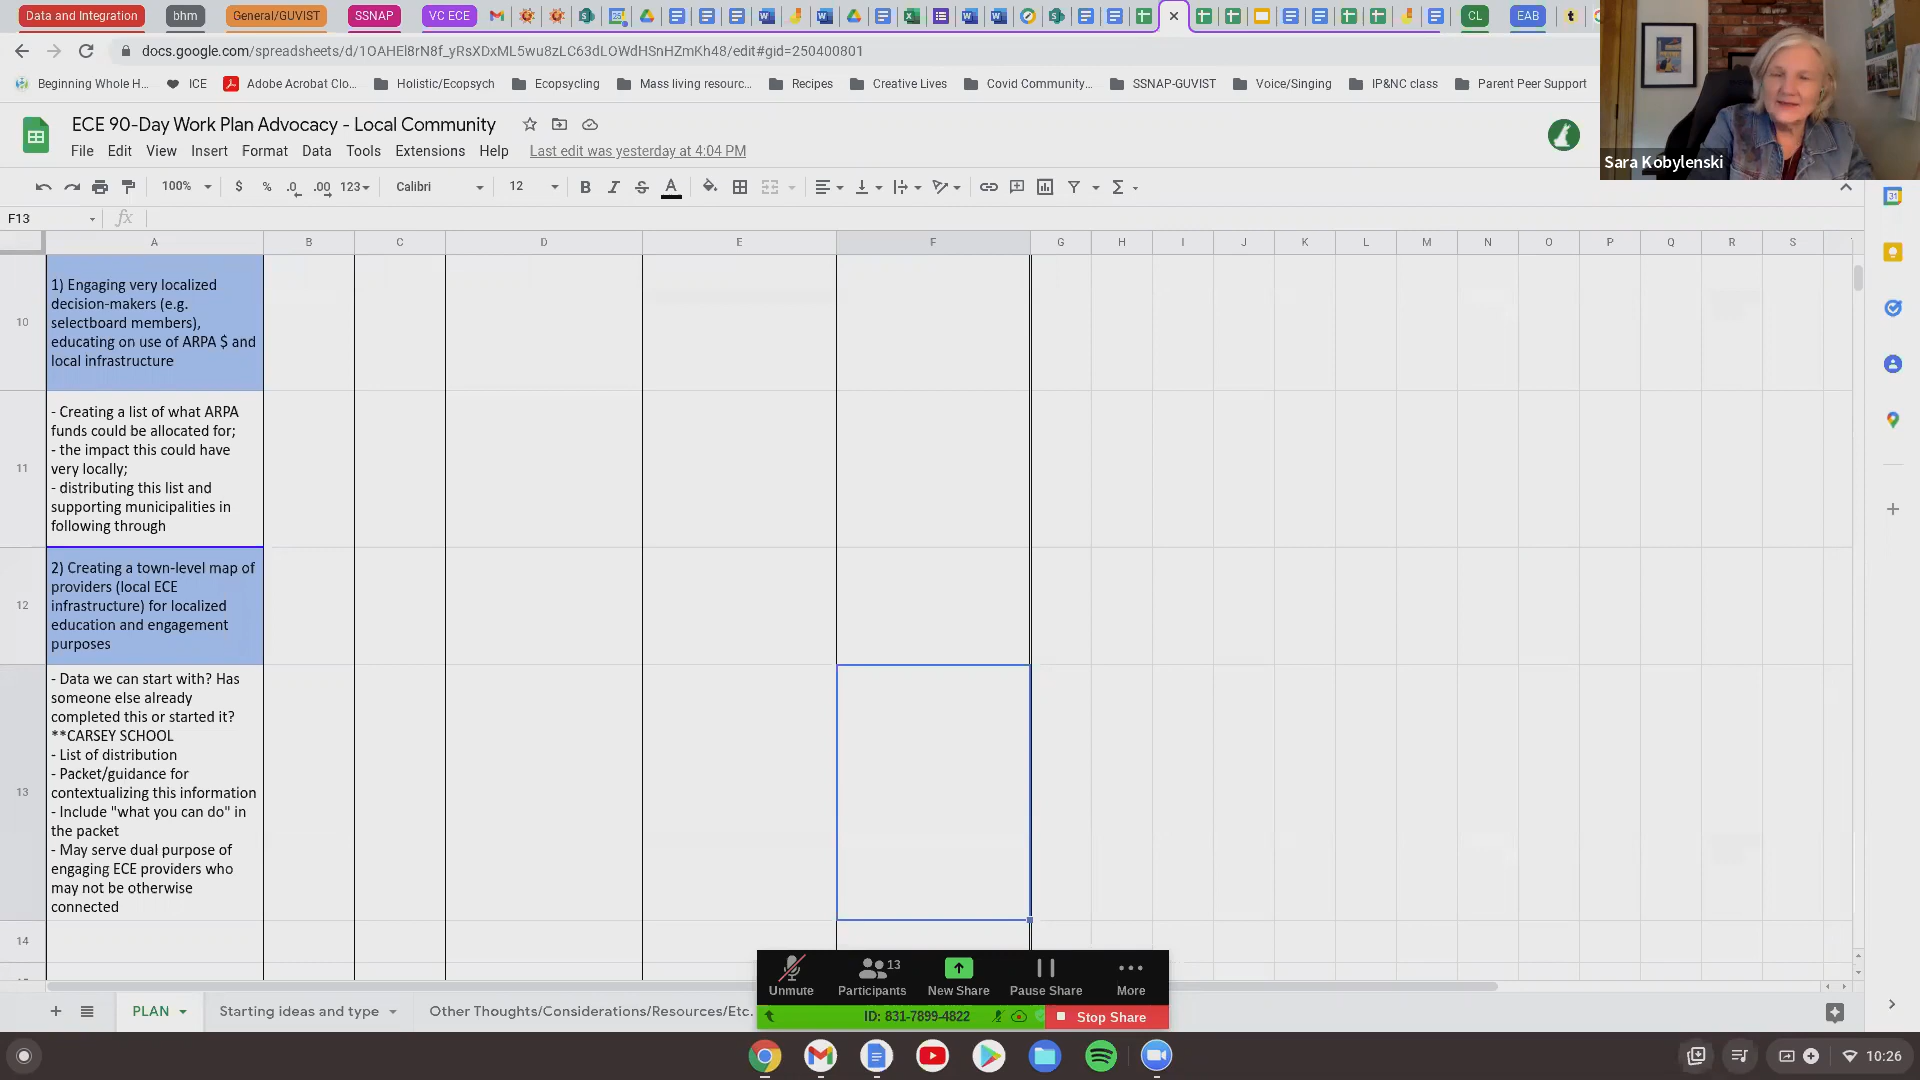 Data and Integration bhm General/GUVIST SSNAP VC ECE CL EAB
docs.google.com/spreadsheets/d/1OAHEl8rN8f_yRsXDxML5wu8zLC63dLOWdHSnHZmKh48/edit#gid=250400801
Beginning Whole H... ICE Adobe Acrobat Clo... Holistic/Ecopsych Ecopsycling Mass living resourc... Recipes Creative Lives Covid Community... SSNAP-GUVIST Voice/Singing IP&NC class Parent Peer Support
ECE 90-Day Work Plan Advocacy - Local Community
File Edit View Insert Format Data Tools Extensions Help Last edit was yesterday at 4:04 PM
Sara Kobylenski
100% $ % .0 .00 123 Calibri 12 B I S A
F13 fx
A B C D E F G H I J K L M N O P Q R S
10
1) Engaging very localized
decision-makers (e.g.
selectboard members),
educating on use of ARPA $ and
local infrastructure
11
- Creating a list of what ARPA
funds could be allocated for;
- the impact this could have
very locally;
- distributing this list and
supporting municipalities in
following through
12
2) Creating a town-level map of
providers (local ECE
infrastructure) for localized
education and engagement
purposes
13
- Data we can start with? Has
someone else already
completed this or started it?
**CARSEY SCHOOL
- List of distribution
- Packet/guidance for
contextualizing this information
- Include "what you can do" in
the packet
- May serve dual purpose of
engaging ECE providers who
may not be otherwise
connected
14
13
Unmute Participants New Share Pause Share More
ID: 831-7899-4822 Stop Share
PLAN Starting ideas and type Other Thoughts/Considerations/Resources/Etc.
10:26